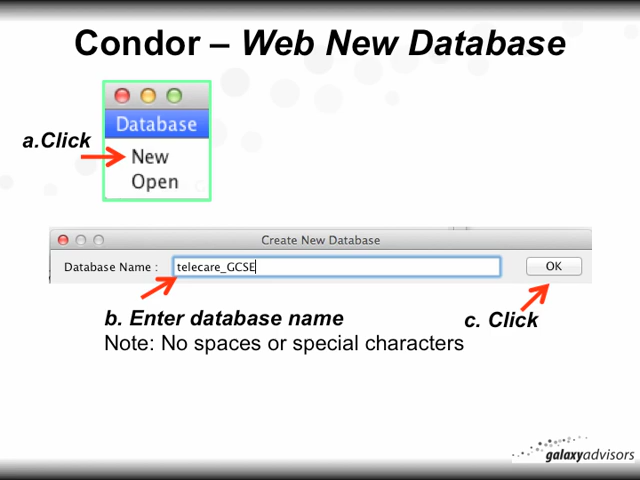 Condor – Web New Database
Database
a.Click
New
Open
Create New Database
Database Name :
telecare_GCSE
OK
b. Enter database name
c. Click
Note: No spaces or special characters
galaxyadvisors